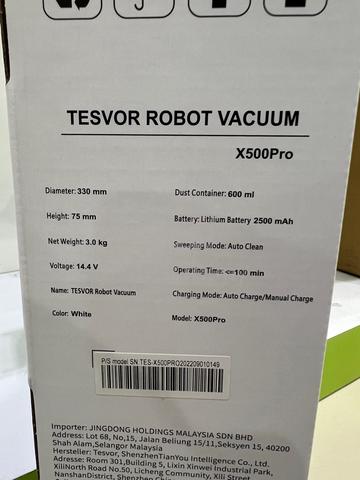 TESVOR ROBOT VACUUM
X500Pro
Diameter: 330 mm
Dust Container: 600 ml
Height: 75 mm
Battery: Lithium Battery 2500 mAh
Net Weight: 3.0 kg
Sweeping Mode: Auto Clean
Voltage: 14.4 V
Operating Time: <=100 min
Name: TESVOR Robot Vacuum
Charging Mode: Auto Charge/Manual Charge
Color: White
Model: X500Pro
P/S model SN:TES-X500PRO202209010149
Importer: JINGDONG HOLDINGS MALAYSIA SDN BHD
Address: Lot 68, No,15, Jalan Beliung 15/11,Seksyen 15, 40200
Shah Alam,Selangor Malaysia
Hersteller: Tesvor, ShenzhenTianYou Intelligence Co., Ltd.
Address: Room 301,Building 5, Lixin Xinwei Industrial Park,
XiliNorth Road No.50, Licheng Community, Xili Street
NanshanDistrict, Shenzhen